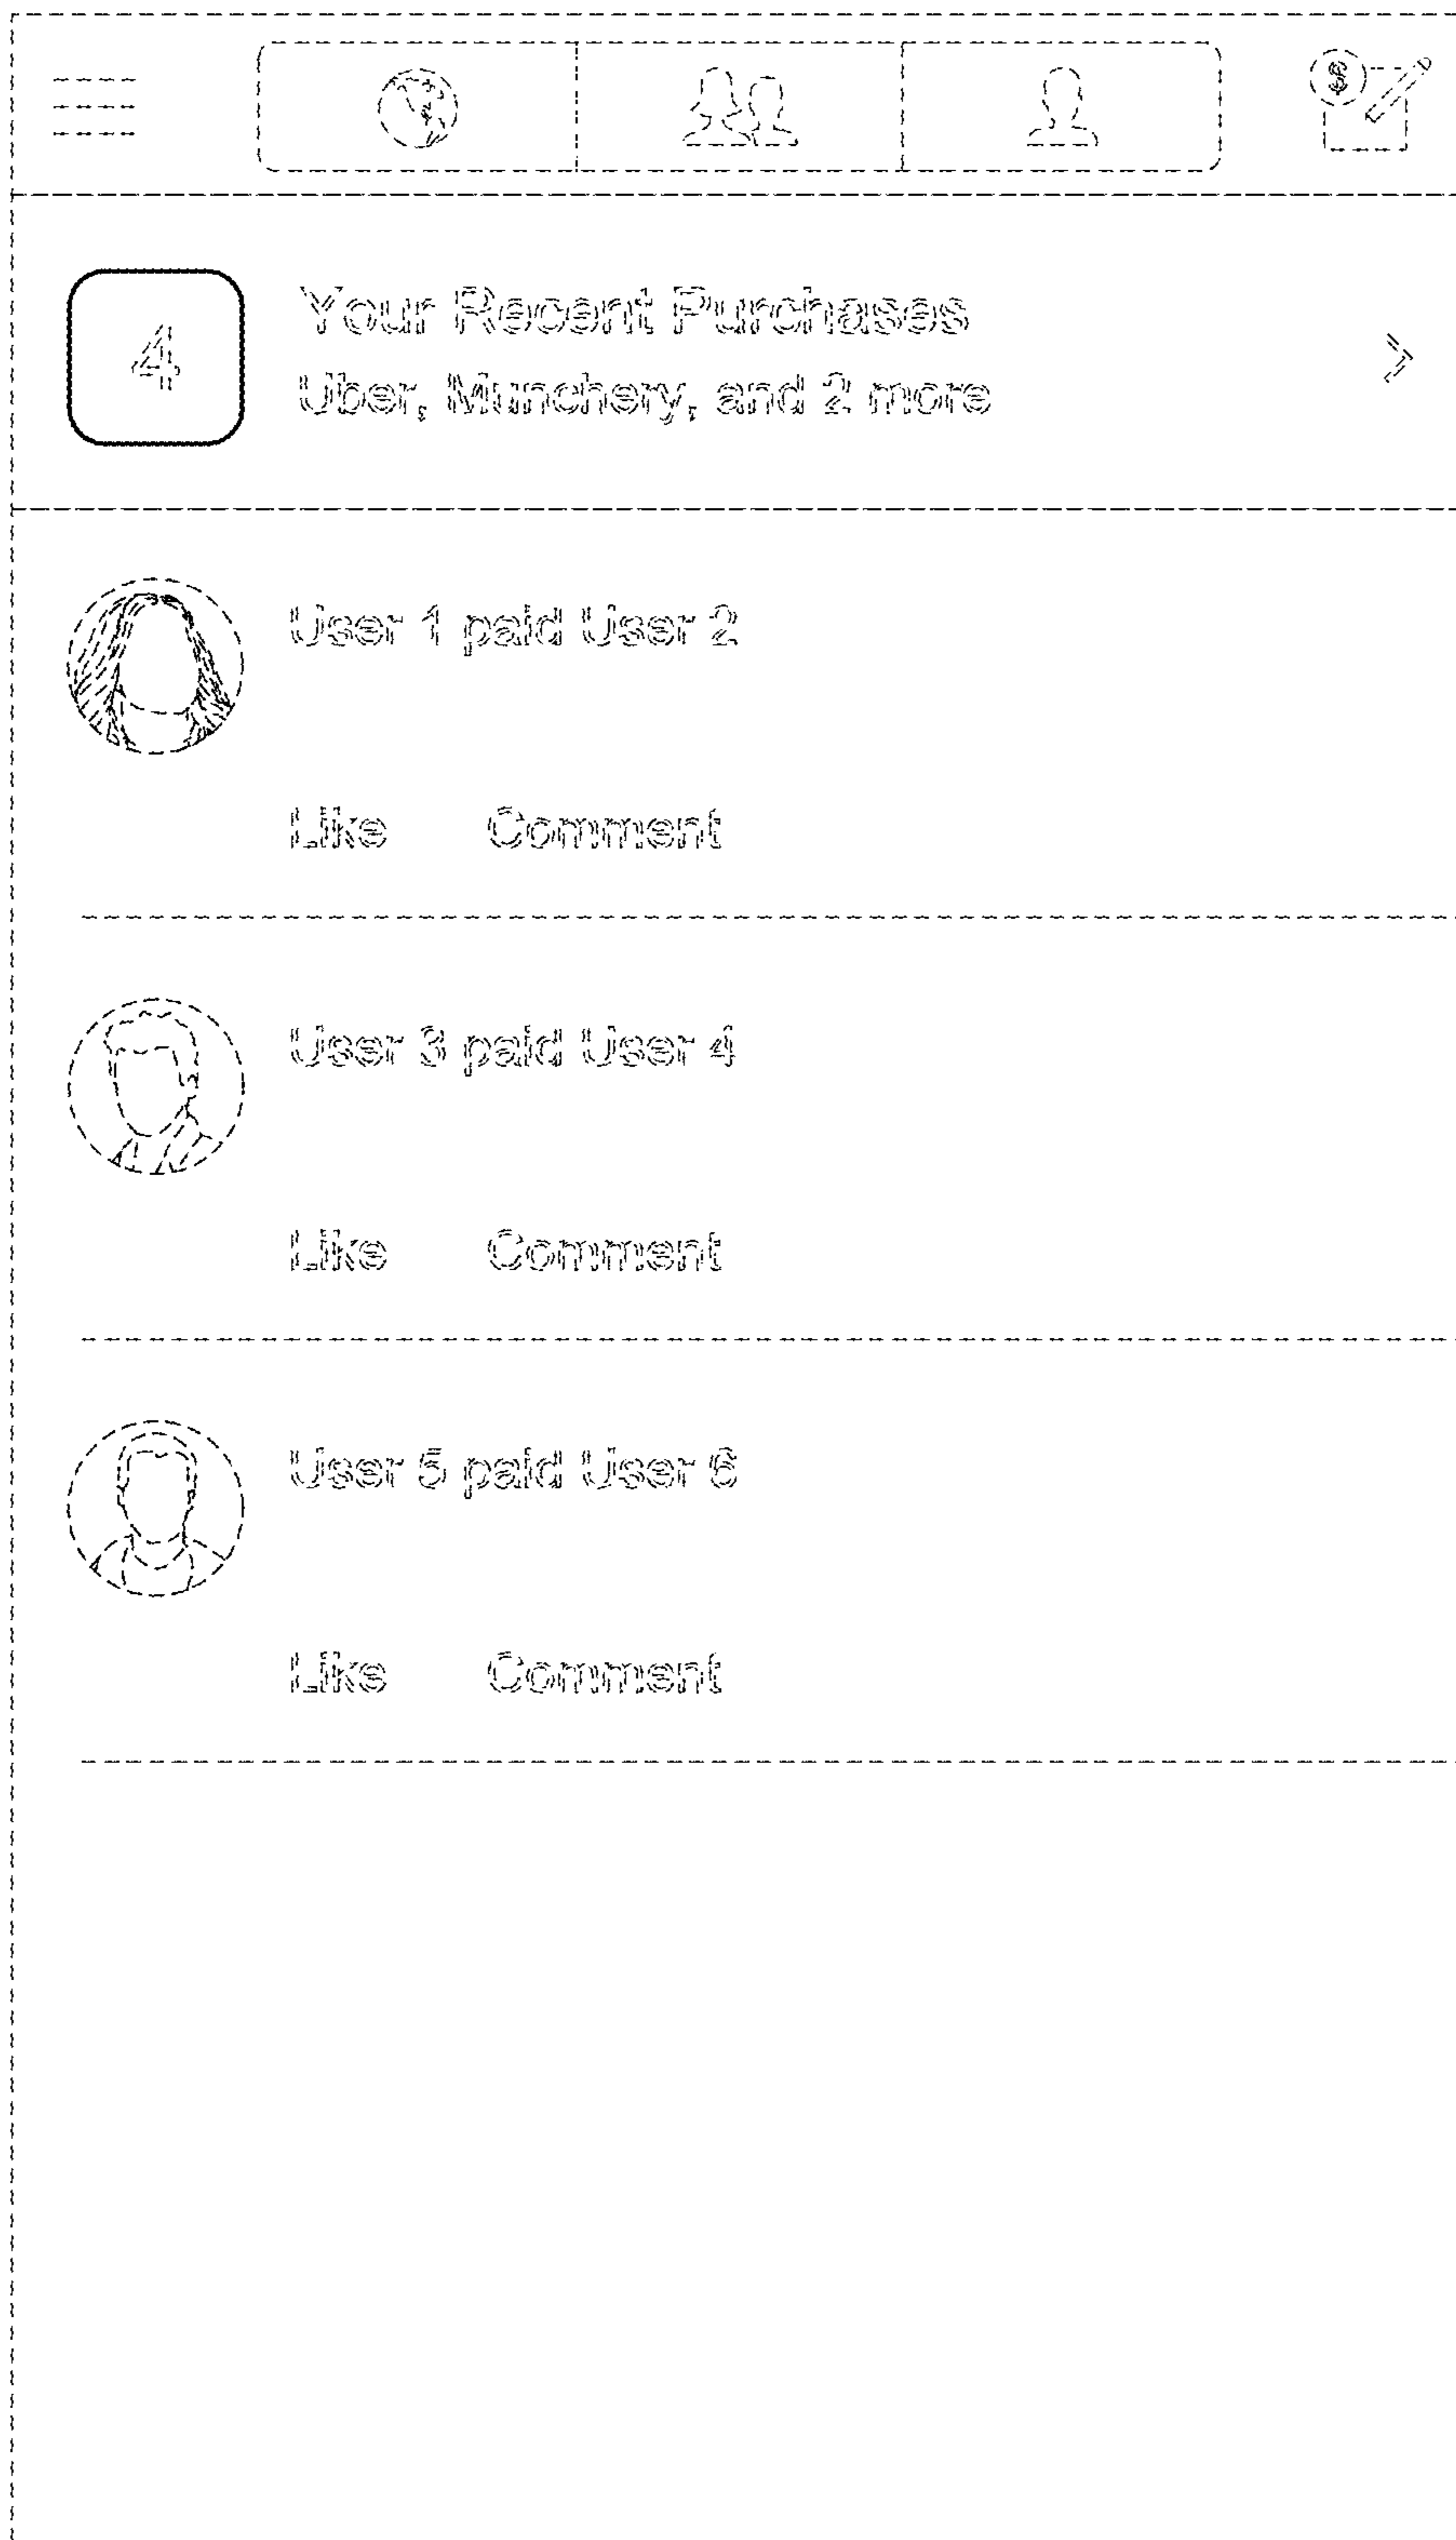 $
4
Your Recent Purchases
Uber, Munchery, and 2 more
User 1 paid User 2
Like Comment
User 3 paid User 4
Like Comment
User 5 paid User 6
Like Comment